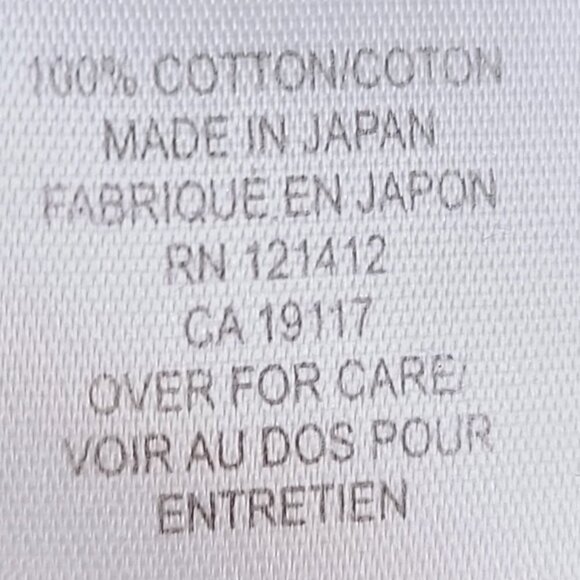 100% COTTON/COTON
MADE IN JAPAN
FABRIQUÉ EN JAPON
RN 121412
CA 19117
OVER FOR CARE/
VOIR AU DOS POUR
ENTRETIEN